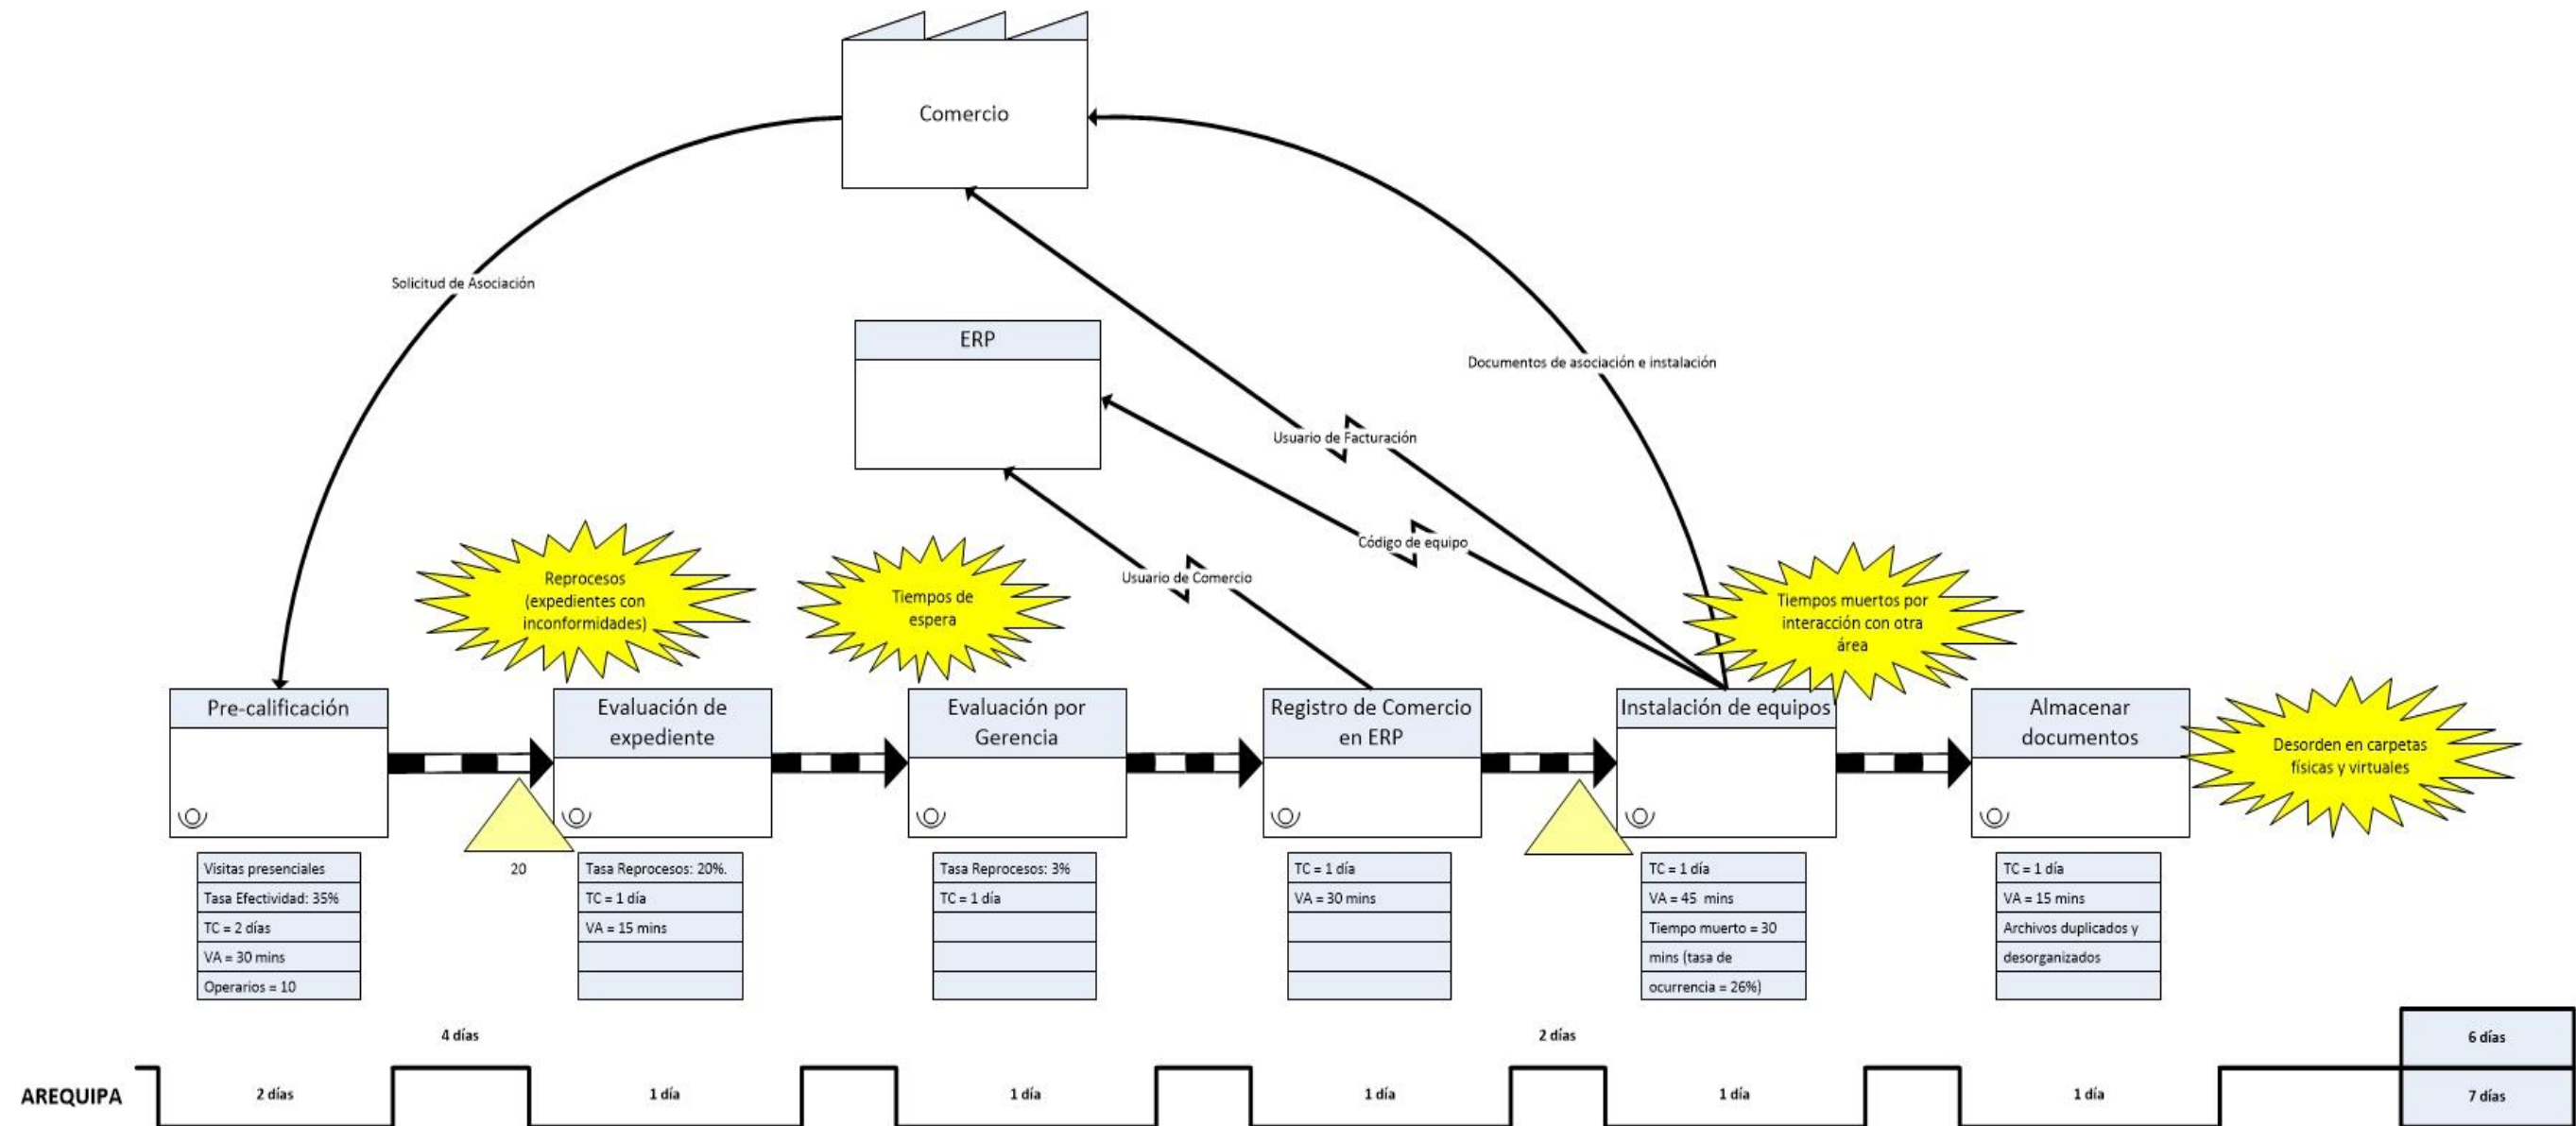 Comercio
Solicitud de Asociación
ERP
Documentos de asociación e instalación
Usuario de Facturación
Código de equipo
Usuario de Comercio
Reprocesos
(expedientes con
inconformidades)
Tiempos de
espera
Tiempos muertos por
interacción con otra
área
Desorden en carpetas
físicas y virtuales
Pre-calificación
Evaluación de
expediente
Evaluación por
Gerencia
Registro de Comercio
en ERP
Instalación de equipos
Almacenar
documentos
Visitas presenciales
Tasa Efectividad: 35%
TC = 2 días
VA = 30 mins
Operarios = 10
20
Tasa Reprocesos: 20%.
TC = 1 día
VA = 15 mins
Tasa Reprocesos: 3%
TC = 1 día
TC = 1 día
VA = 30 mins
TC = 1 día
VA = 45 mins
Tiempo muerto = 30
mins (tasa de
ocurrencia = 26%)
TC = 1 día
VA = 15 mins
Archivos duplicados y
desorganizados
4 días
2 días
6 días
AREQUIPA
2 días
1 día
1 día
1 día
1 día
1 día
7 días